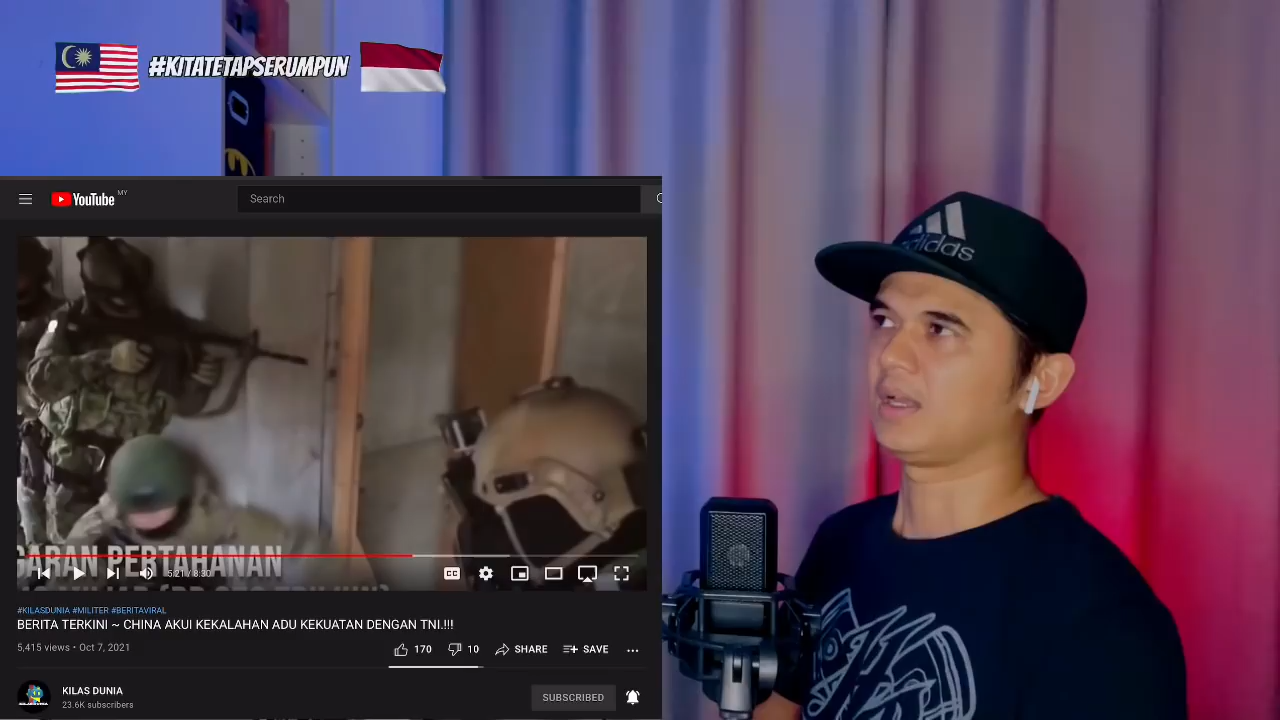 #KITATETAPSERUMPUN
YouTube MY
Search
adidas
GARAN PERTAHANAN
5:21 / 8:30
CC
#KILASDUNIA #MILITER #BERITAVIRAL
BERITA TERKINI ~ CHINA AKUI KEKALAHAN ADU KEKUATAN DENGAN TNI.!!!
5,415 views • Oct 7, 2021
170
10
SHARE
SAVE
KILAS DUNIA
23.6K subscribers
SUBSCRIBED